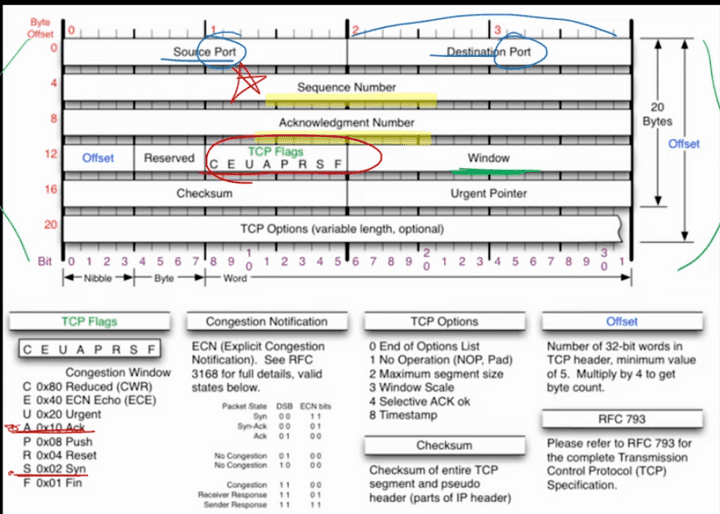 Byte
Offset
0 1 2 3
0
Source Port Destination Port
4
Sequence Number
8
Acknowledgment Number
20
Bytes
Offset
12
Offset Reserved TCP Flags
C E U A P R S F
Window
16
Checksum Urgent Pointer
20
TCP Options (variable length, optional)
Bit 0 1 2 3 4 5 6 7 8 9 1 0 1 2 3 4 5 6 7 8 9 2 0 1 2 3 4 5 6 7 8 9 3 0 1
Nibble Byte Word
TCP Flags
C E U A P R S F
Congestion Window
C 0x80 Reduced (CWR)
E 0x40 ECN Echo (ECE)
U 0x20 Urgent
A 0x10 Ack
P 0x08 Push
R 0x04 Reset
S 0x02 Syn
F 0x01 Fin
Congestion Notification
ECN (Explicit Congestion
Notification). See RFC
3168 for full details, valid
states below.
Packet State DSB ECN bits
Syn 0 0 1 1
Syn-Ack 0 0 0 1
Ack 0 1 0 0
No Congestion 0 1 0 0
No Congestion 1 0 0 0
Congestion 1 1 0 0
Receiver Response 1 1 0 1
Sender Response 1 1 1 1
TCP Options
0 End of Options List
1 No Operation (NOP, Pad)
2 Maximum segment size
3 Window Scale
4 Selective ACK ok
8 Timestamp
Checksum
Checksum of entire TCP
segment and pseudo
header (parts of IP header)
Offset
Number of 32-bit words in
TCP header, minimum value
of 5. Multiply by 4 to get
byte count.
RFC 793
Please refer to RFC 793 for
the complete Transmission
Control Protocol (TCP)
Specification.